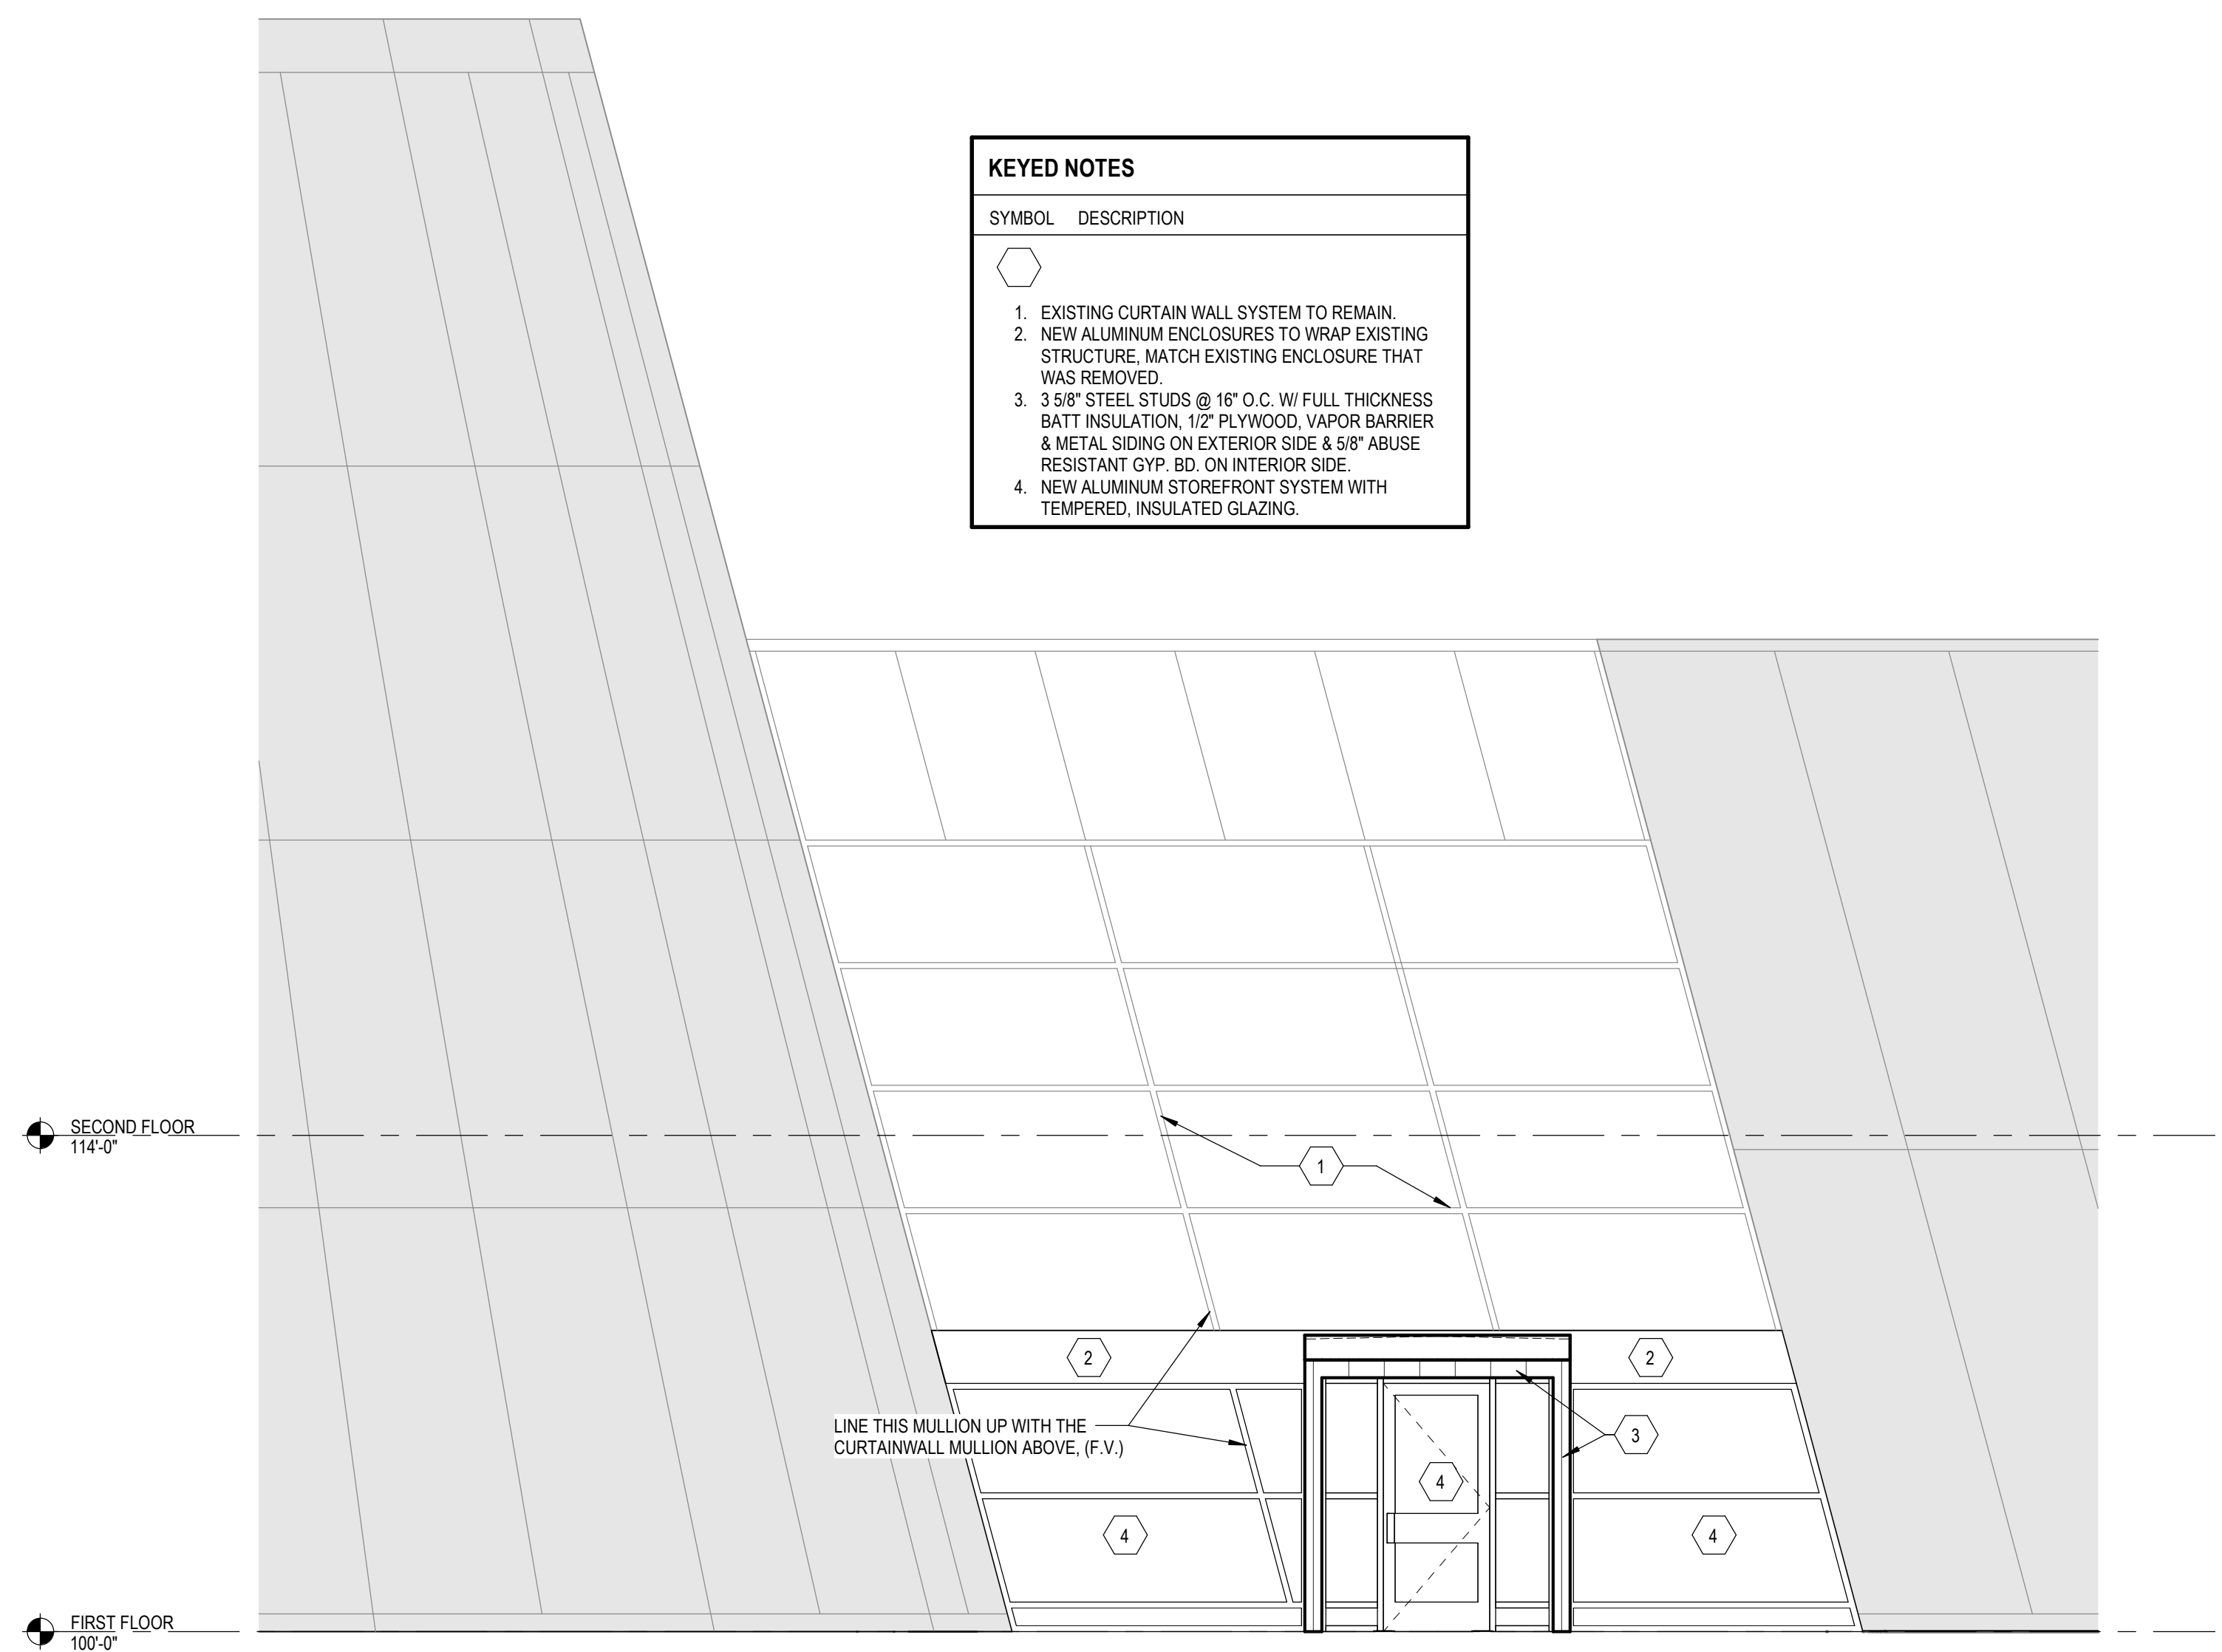 KEYED NOTES
SYMBOL DESCRIPTION
1. EXISTING CURTAIN WALL SYSTEM TO REMAIN.
2. NEW ALUMINUM ENCLOSURES TO WRAP EXISTING
STRUCTURE, MATCH EXISTING ENCLOSURE THAT
WAS REMOVED.
3. 3 5/8" STEEL STUDS @ 16" O.C. W/ FULL THICKNESS
BATT INSULATION, 1/2" PLYWOOD, VAPOR BARRIER
& METAL SIDING ON EXTERIOR SIDE & 5/8" ABUSE
RESISTANT GYP. BD. ON INTERIOR SIDE.
4. NEW ALUMINUM STOREFRONT SYSTEM WITH
TEMPERED, INSULATED GLAZING.
SECOND FLOOR
114'-0"
1
2
2
LINE THIS MULLION UP WITH THE
CURTAINWALL MULLION ABOVE, (F.V.)
3
4
4
4
FIRST FLOOR
100'-0"